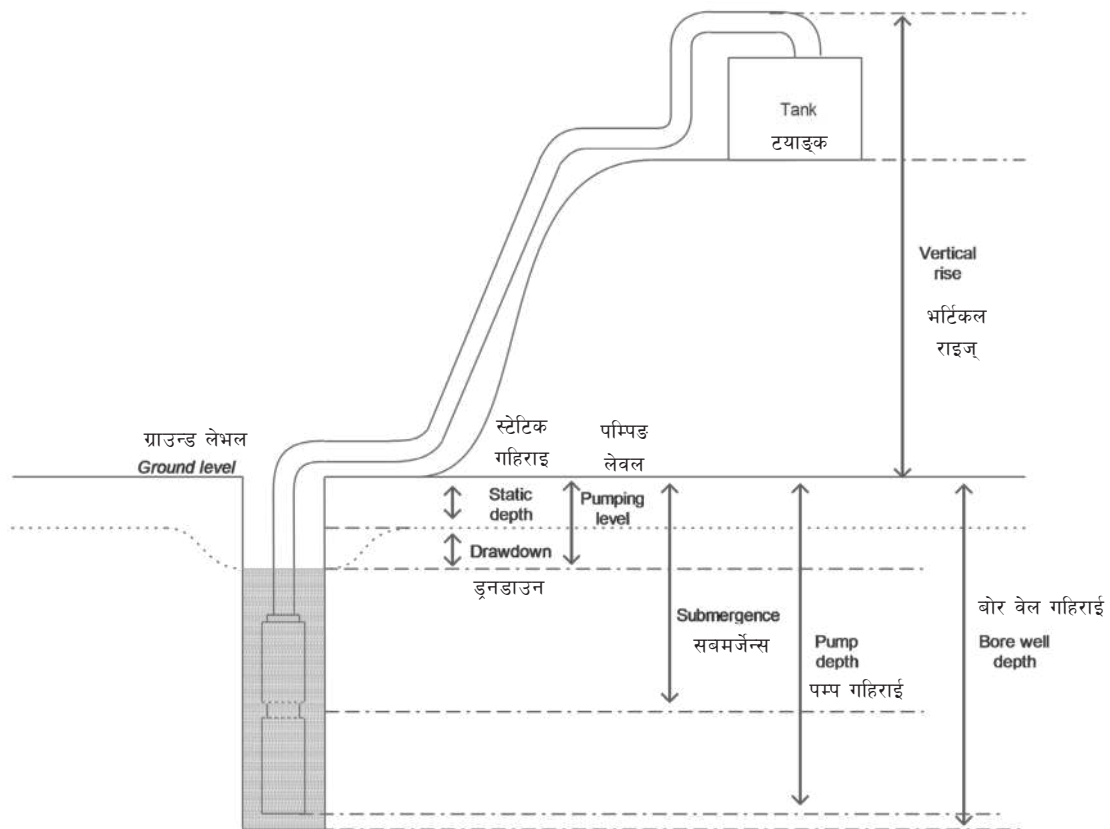 Tank
टयाङ्क
Vertical
rise
भर्टिकल
राइज्
ग्राउन्ड लेभल
Ground level
स्टेटिक
गहिराइ
पम्पिङ
लेवल
Static
depth
Pumping
level
Drawdown
ड्रनडाउन
Submergence
सबमर्जेन्स
Pump
depth
पम्प गहिराई
बोर वेल गहिराई
Bore well
depth